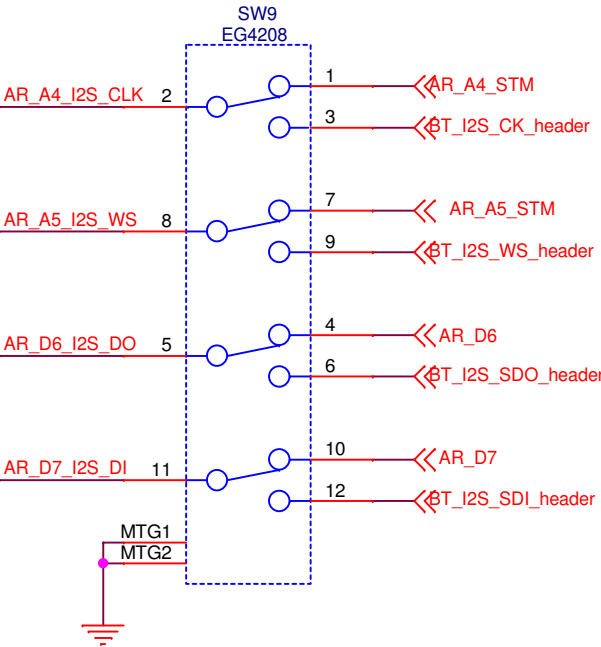 SW9
EG4208
AR_A4_I2S_CLK 2
1 AR_A4_STM
3 BT_I2S_CK_header
AR_A5_I2S_WS 8
7 AR_A5_STM
9 BT_I2S_WS_header
AR_D6_I2S_DO 5
4 AR_D6
6 BT_I2S_SDO_header
AR_D7_I2S_DI 11
10 AR_D7
12 BT_I2S_SDI_header
MTG1
MTG2